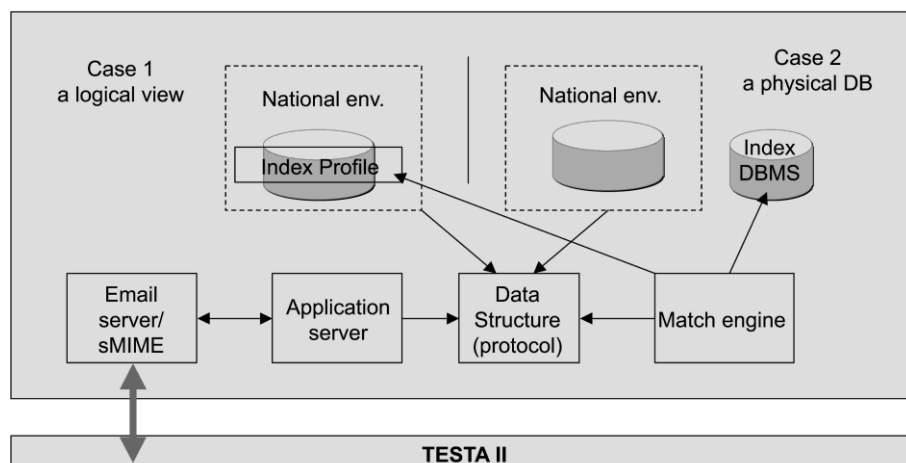 Case 1
a logical view
National env.
Index Profile
National env.
Case 2
a physical DB
Index
DBMS
Email
server/
sMIME
Application
server
Data
Structure
(protocol)
Match engine
TESTA II